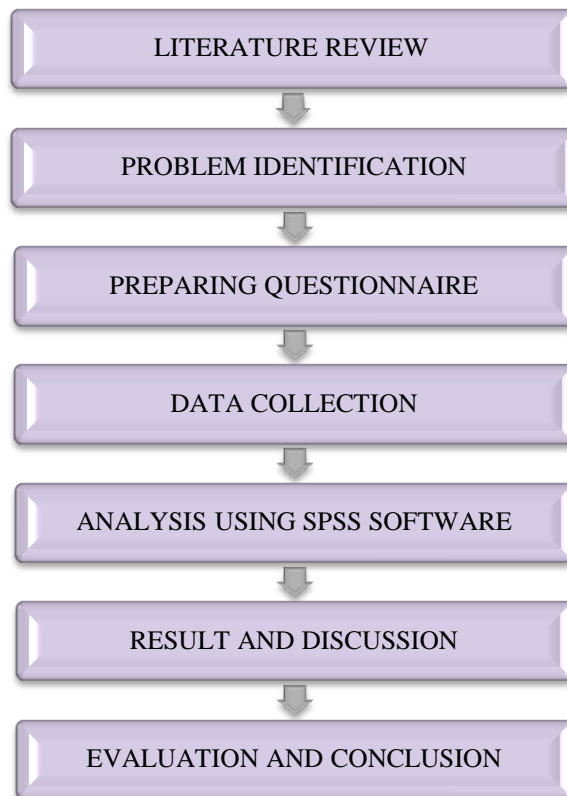 LITERATURE REVIEW
PROBLEM IDENTIFICATION
PREPARING QUESTIONNAIRE
DATA COLLECTION
ANALYSIS USING SPSS SOFTWARE
RESULT AND DISCUSSION
EVALUATION AND CONCLUSION